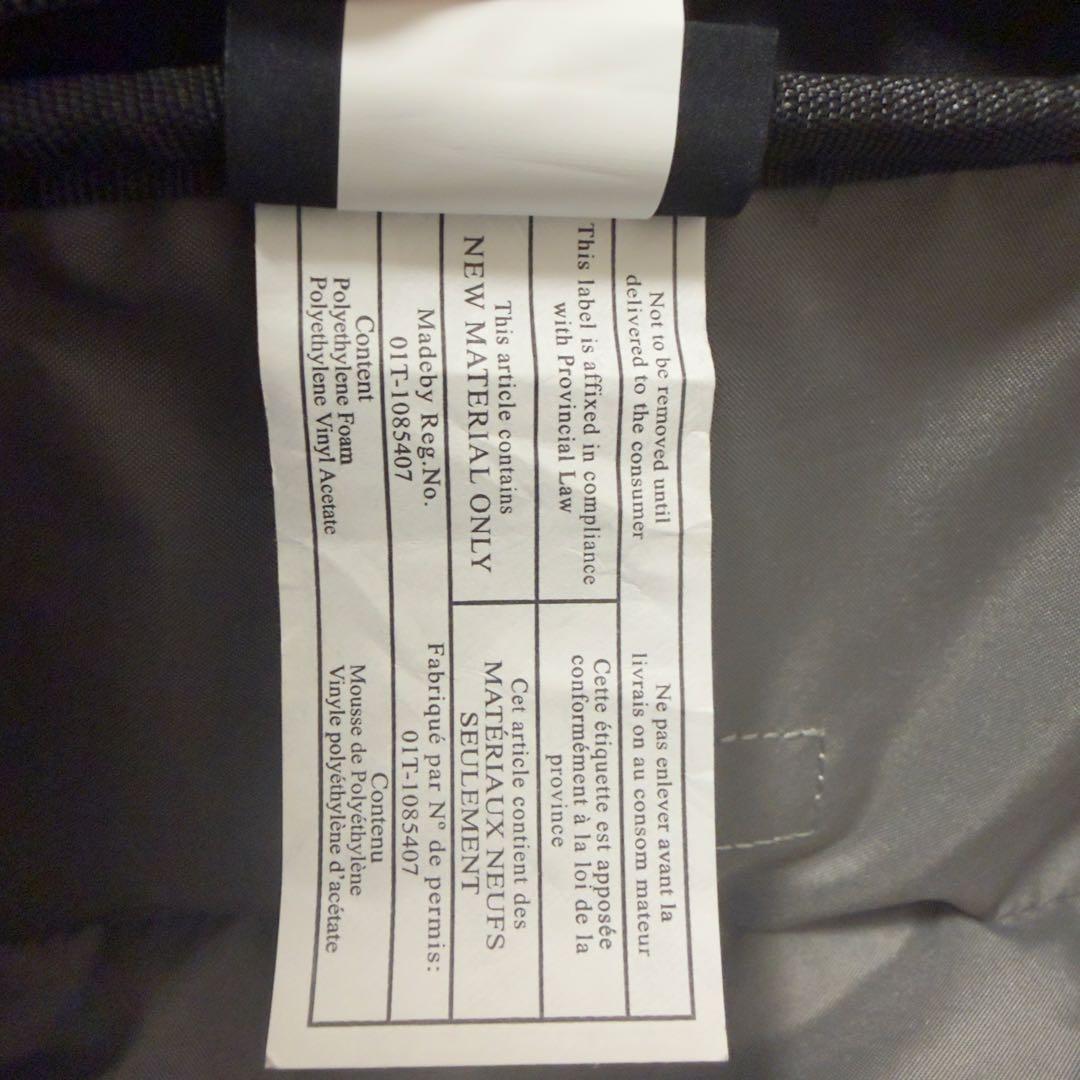 Not to be removed until
delivered to the consumer
Ne pas enlever avant la
livrais on au consom mateur
This label is affixed in compliance
with Provincial Law
Cette étiquette est apposée
conformément à la loi de la
province
This article contains
NEW MATERIAL ONLY
Cet article contient des
MATÉRIAUX NEUFS
SEULEMENT
Madeby Reg.No.
01T-1085407
Fabriqué par Nº de permis:
01T-1085407
Content
Polyethylene Foam
Polyethylene Vinyl Acetate
Contenu
Mousse de Polyéthylène
Vinyle polyéthylène d'acétate